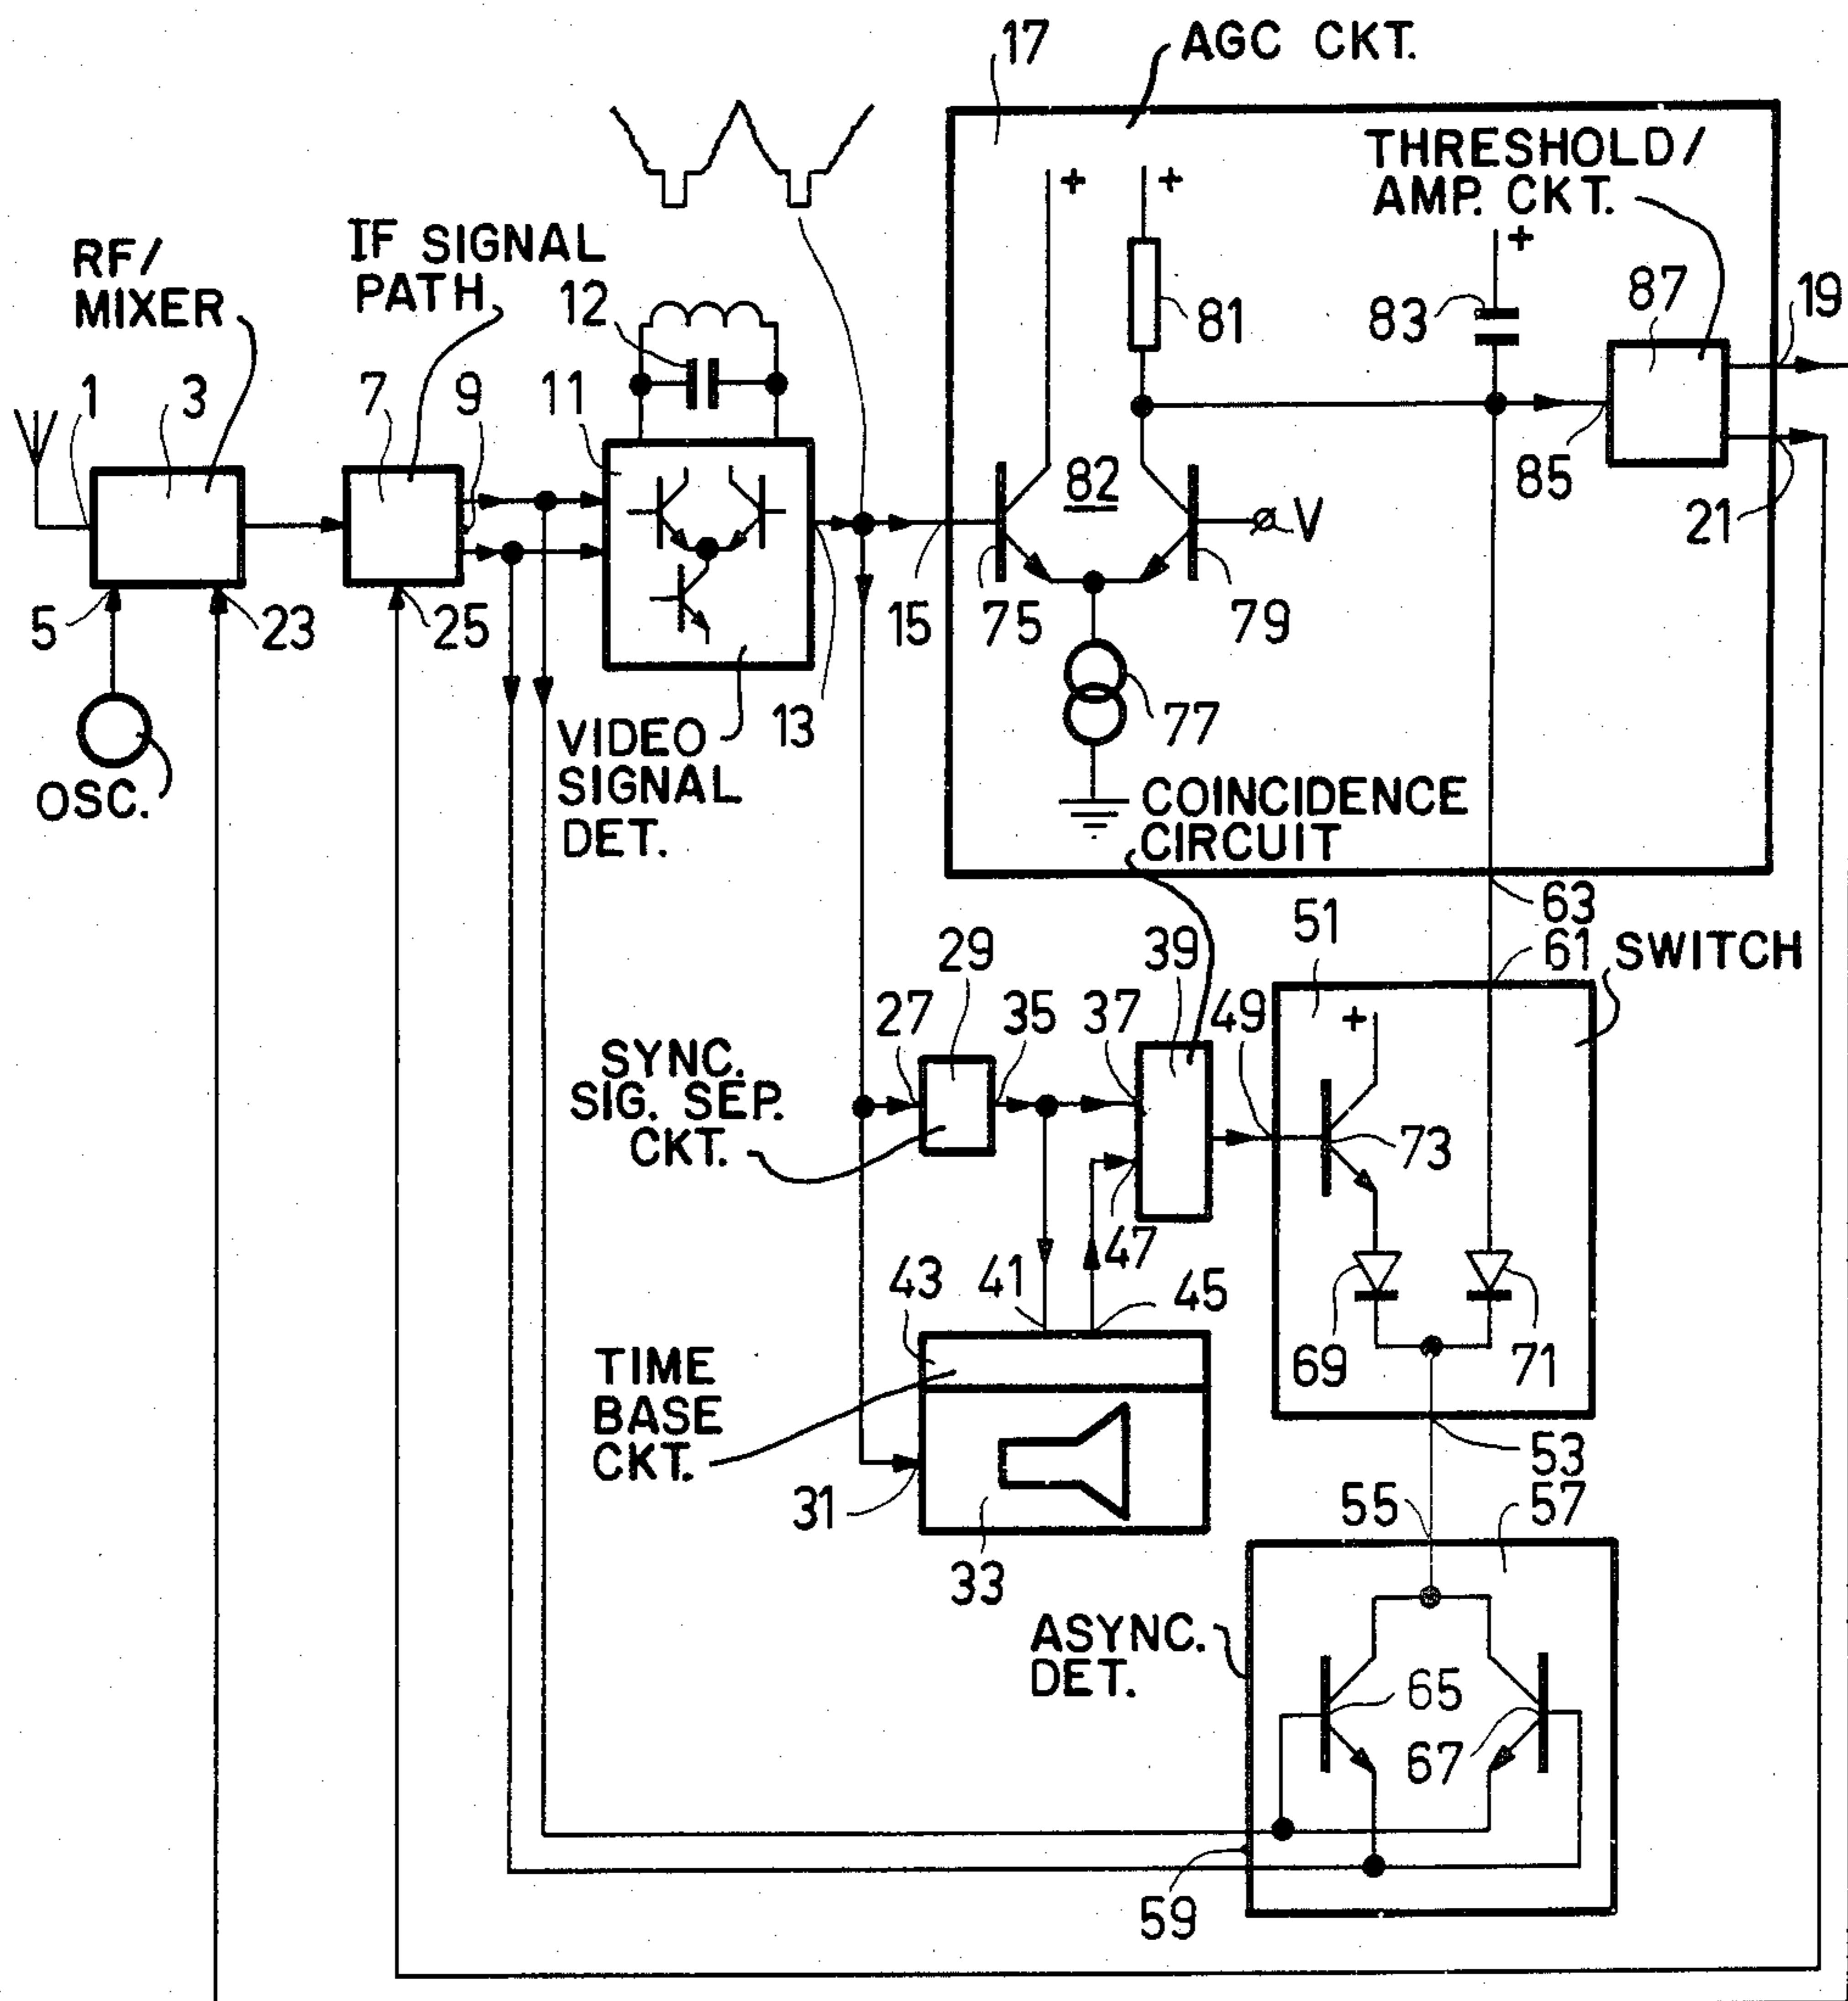 17
AGC CKT.
THRESHOLD/
AMP. CKT.
+
+
+
RF/
MIXER
IF SIGNAL
PATH
12
81
83
87
19
1
3
7
9
11
82
85
21
V
5
23
25
15
75
79
77
13
OSC.
VIDEO
SIGNAL
DET.
COINCIDENCE
CIRCUIT
63
61
51
SWITCH
29
39
27
35
37
49
+
SYNC.
SIG. SEP.
CKT.
73
47
43
41
45
69
71
TIME
BASE
CKT.
53
31
55
57
33
ASYNC.
DET.
65
67
59